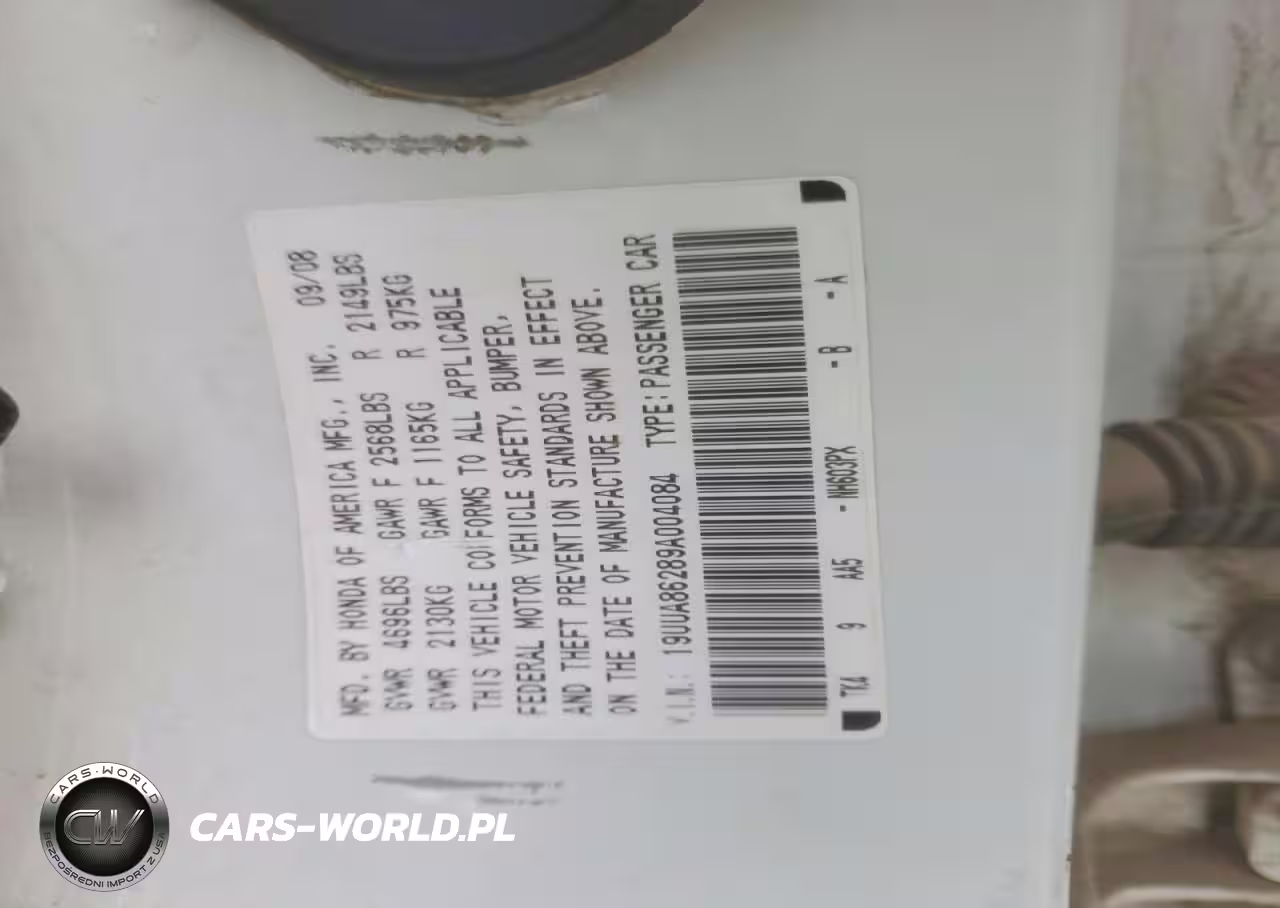 MFD. BY HONDA OF AMERICA MFG., INC. 09/08
GVWR 4696LBS GAWR F 2568LBS R 2149LBS
GVWR 2130KG GAWR F 1165KG R 975KG
THIS VEHICLE CO FORMS TO ALL APPLICABLE
FEDERAL MOTOR VEHICLE SAFETY, BUMPER,
AND THEFT PREVENTION STANDARDS IN EFFECT
ON THE DATE OF MANUFACTURE SHOWN ABOVE.
V.I.N.: 19UUA86289A004084 TYPE: PASSENGER CAR
TK4 9 AA5 -NH603PX -B -A
CARS-WORLD
CW
BEZPOŚREDNI IMPORT Z USA
CARS-WORLD.PL